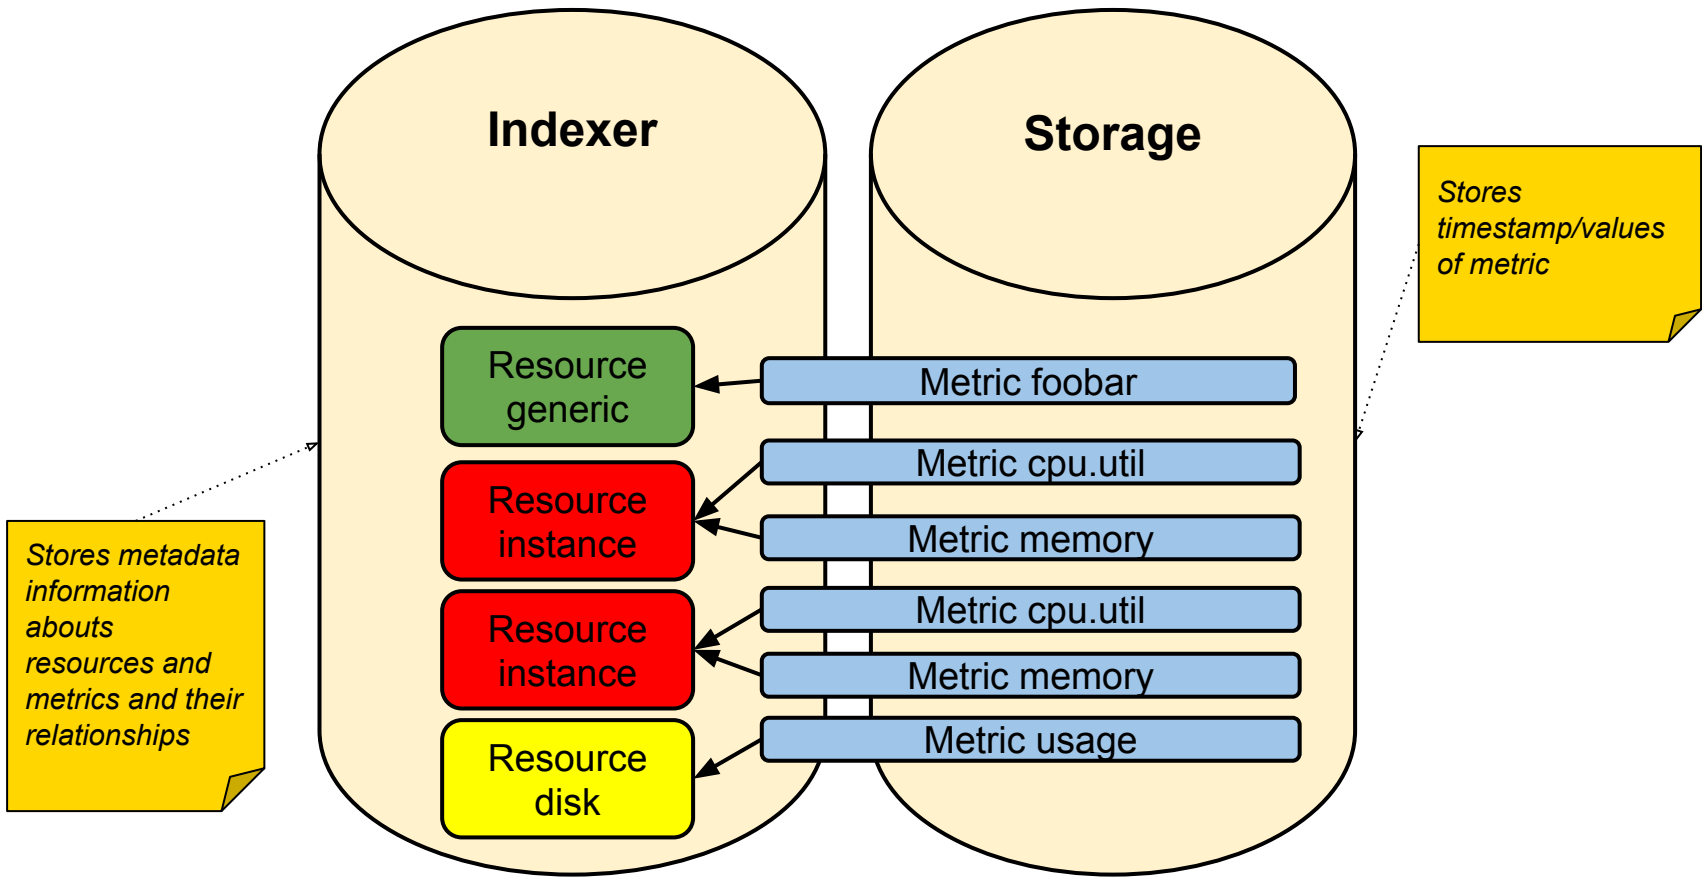 Indexer
Storage
Stores
timestamp/values
of metric
Resource
generic
Metric foobar
Resource
instance
Metric cpu.util
Metric memory
Resource
instance
Metric cpu.util
Metric memory
Resource
disk
Metric usage
Stores metadata
information
abouts
resources and
metrics and their
relationships